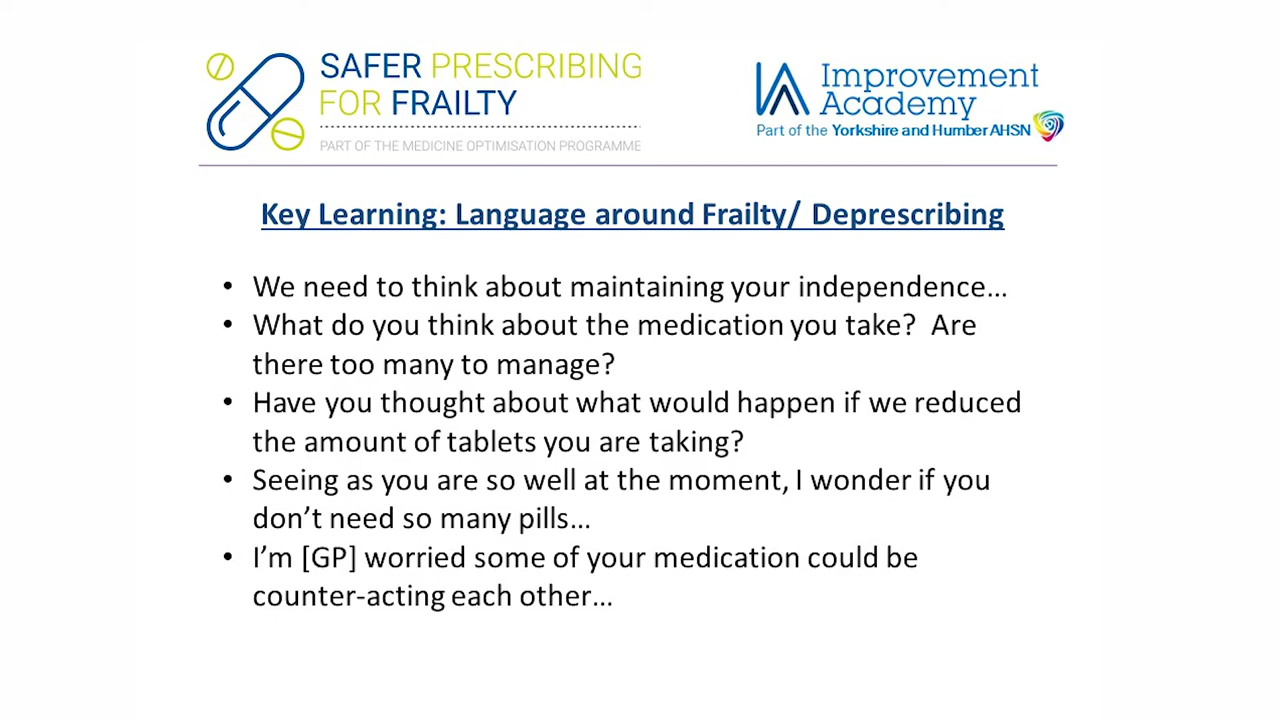 SAFER PRESCRIBING
FOR FRAILTY
PART OF THE MEDICINE OPTIMISATION PROGRAMME
Improvement
Academy
Part of the Yorkshire and Humber AHSN
Key Learning: Language around Frailty/ Deprescribing
• We need to think about maintaining your independence…
• What do you think about the medication you take? Are
there too many to manage?
• Have you thought about what would happen if we reduced
the amount of tablets you are taking?
• Seeing as you are so well at the moment, I wonder if you
don’t need so many pills…
• I’m [GP] worried some of your medication could be
counter-acting each other…